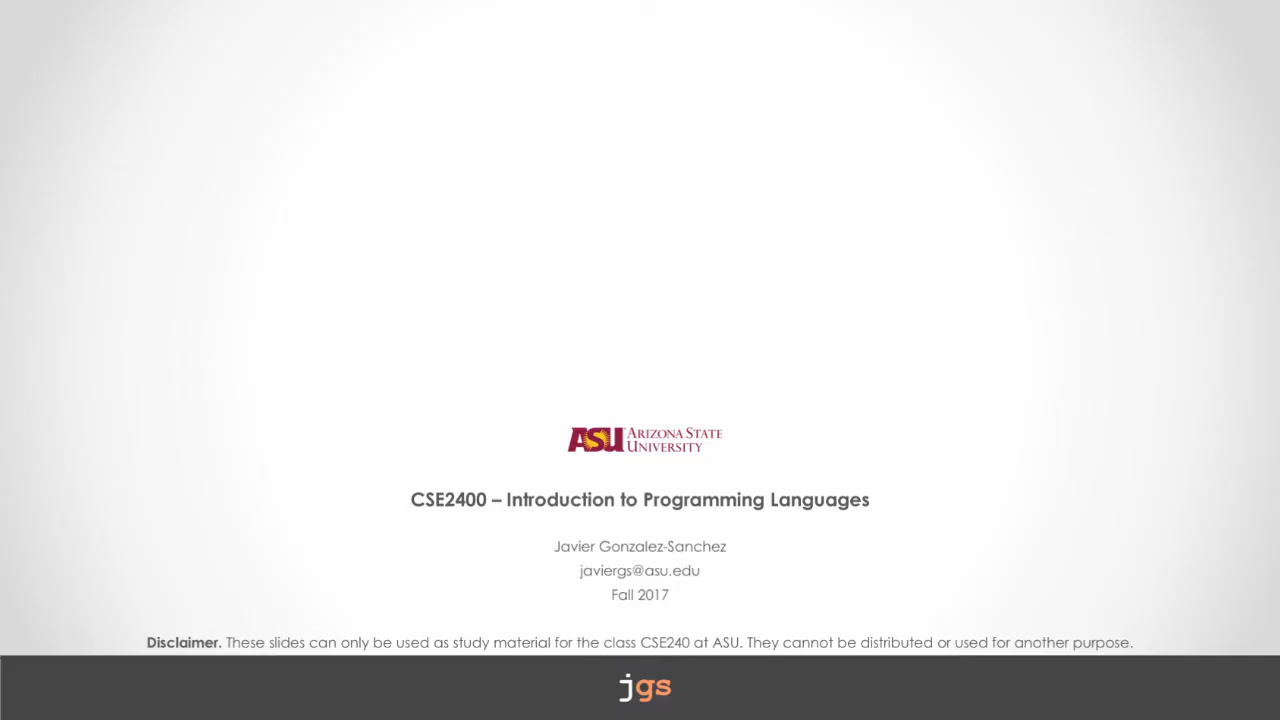 ASU ARIZONA STATE
UNIVERSITY
CSE2400 – Introduction to Programming Languages
Javier Gonzalez-Sanchez
javiergs@asu.edu
Fall 2017
Disclaimer. These slides can only be used as study material for the class CSE240 at ASU. They cannot be distributed or used for another purpose.
jgs